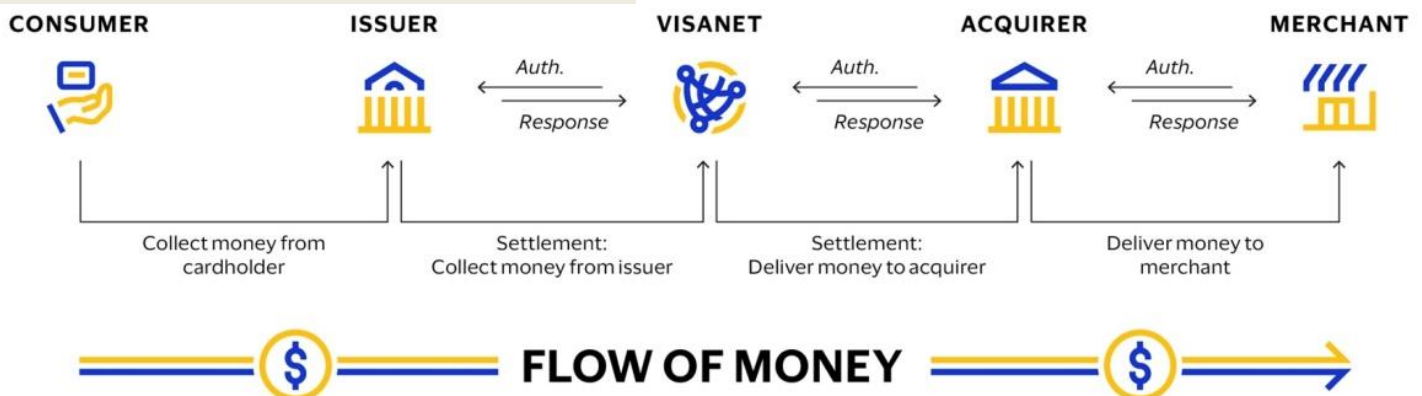 CONSUMER
ISSUER
VISANET
ACQUIRER
MERCHANT
Auth.
Response
Auth.
Response
Auth.
Response
Collect money from
cardholder
Settlement:
Collect money from issuer
Settlement:
Deliver money to acquirer
Deliver money to
merchant
$
FLOW OF MONEY
$